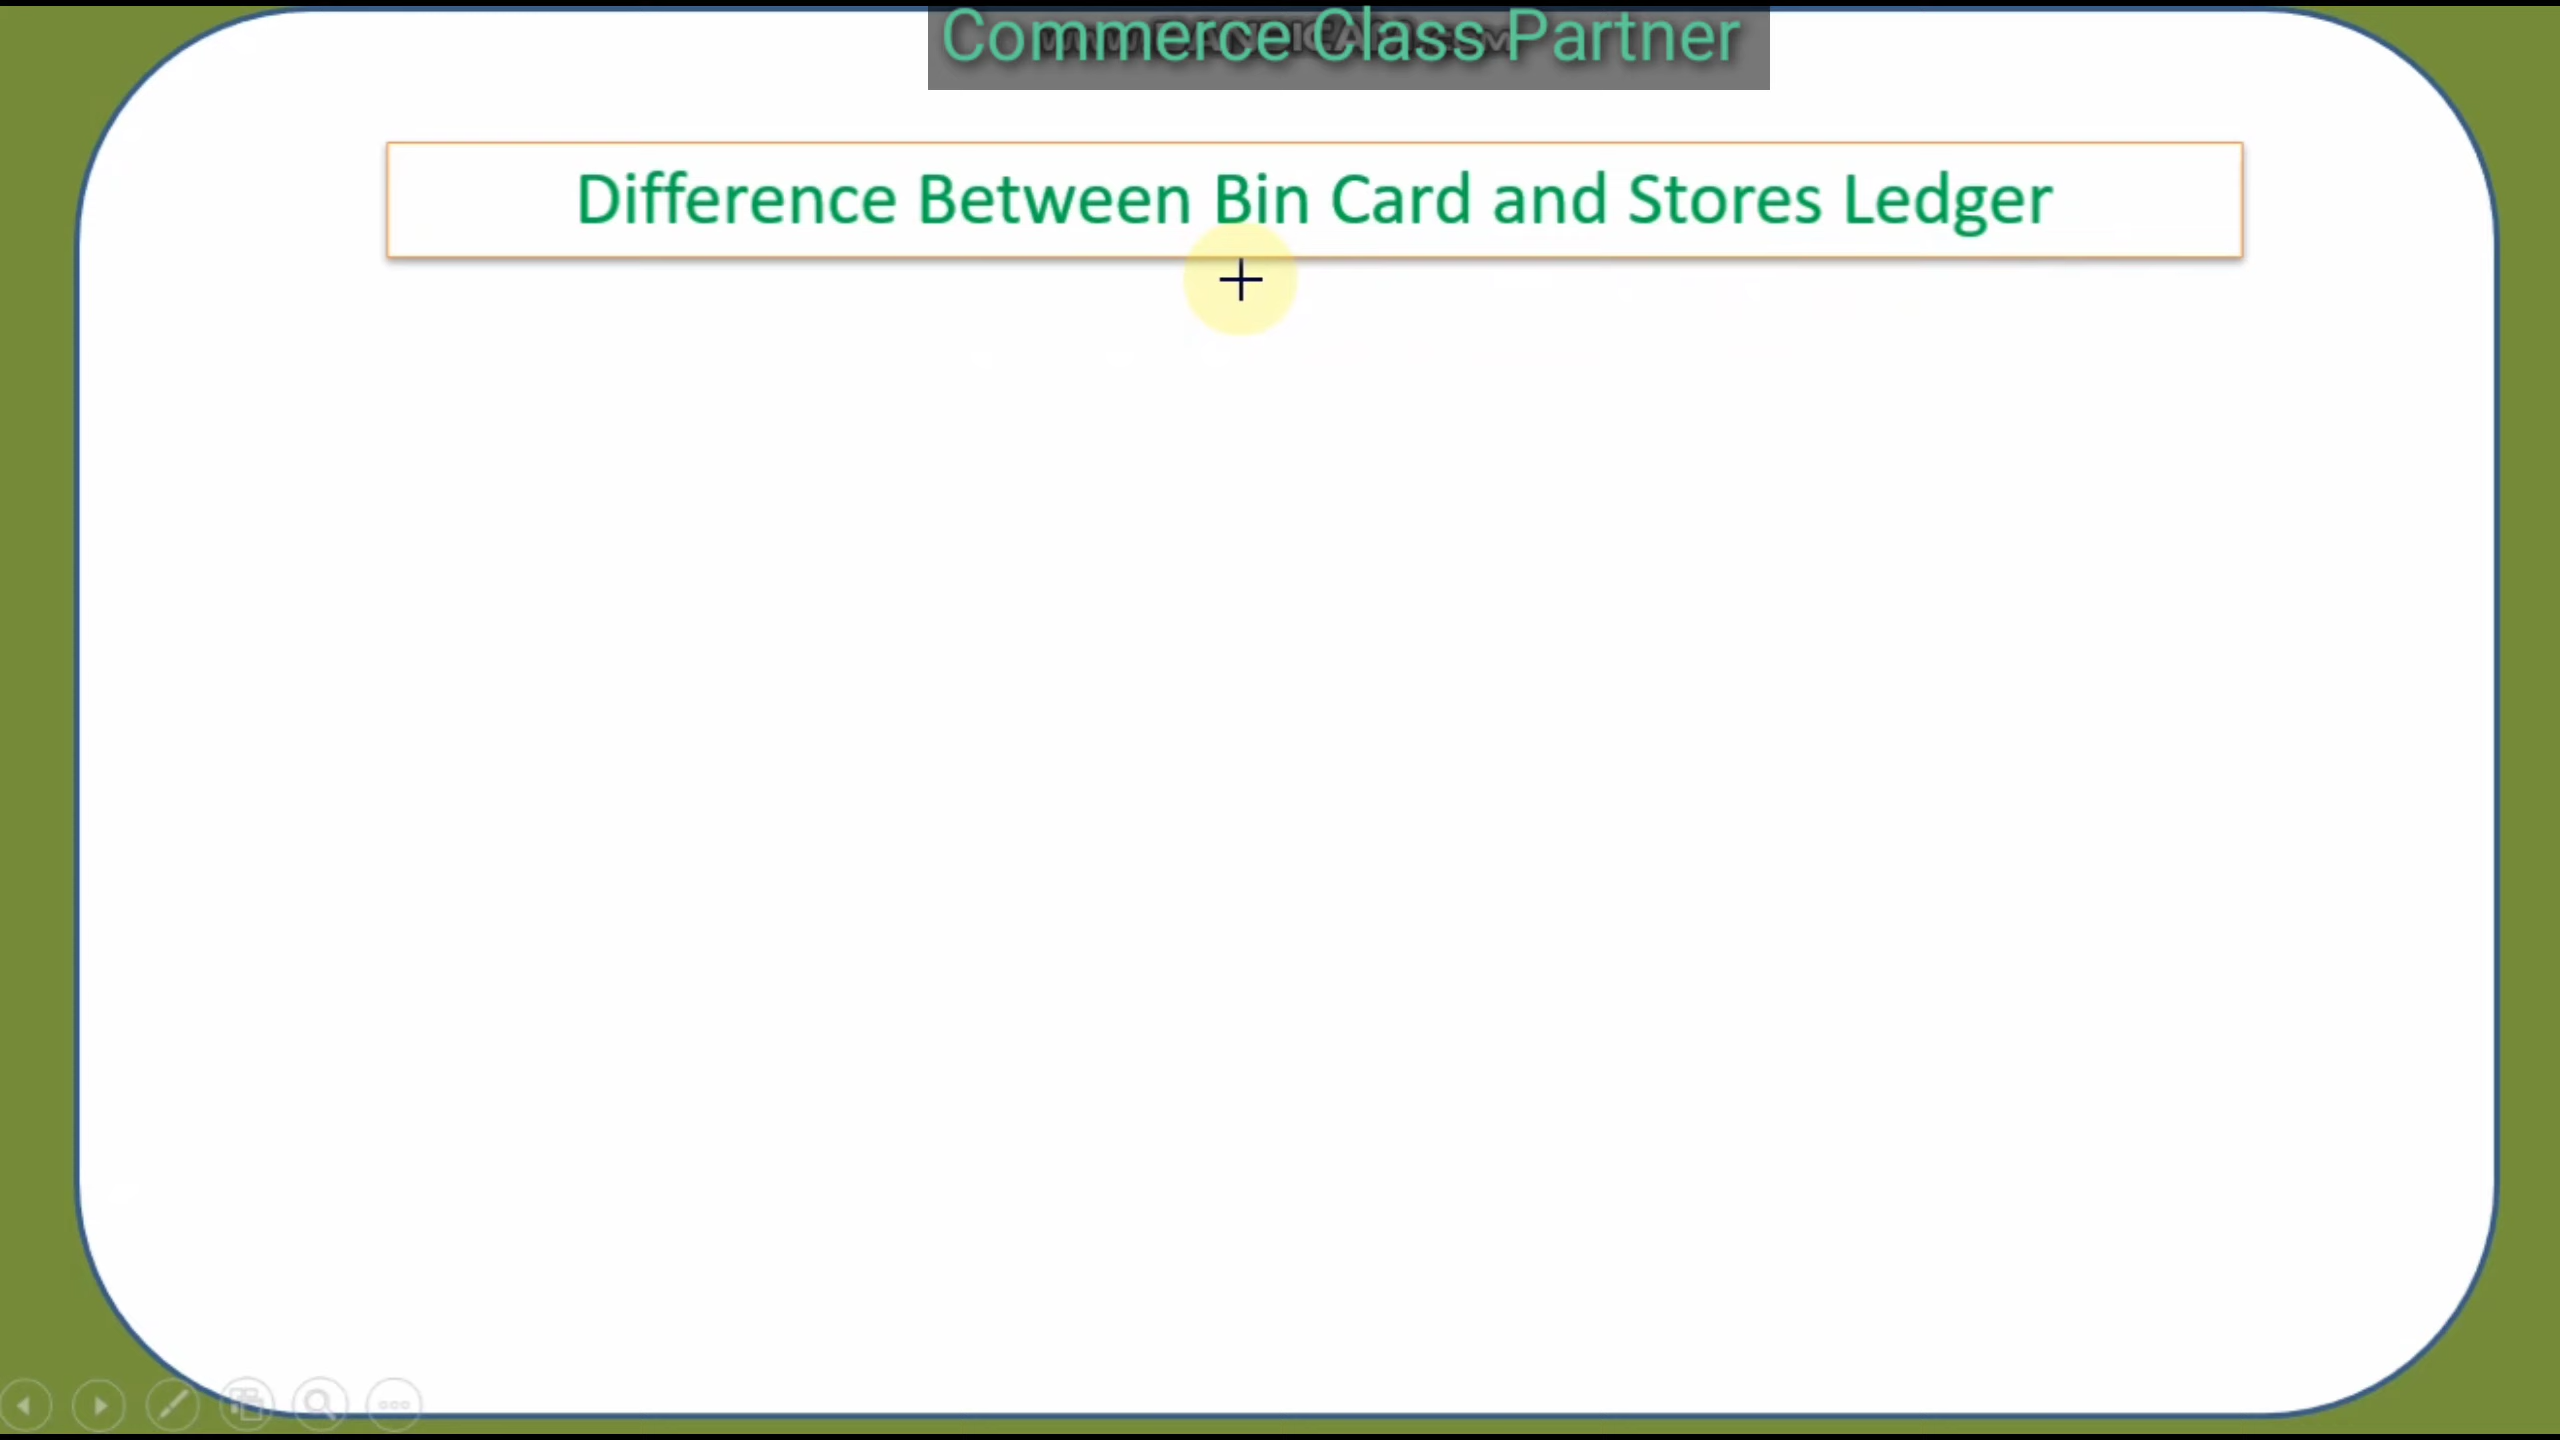 Commerce Class Partner
Difference Between Bin Card and Stores Ledger